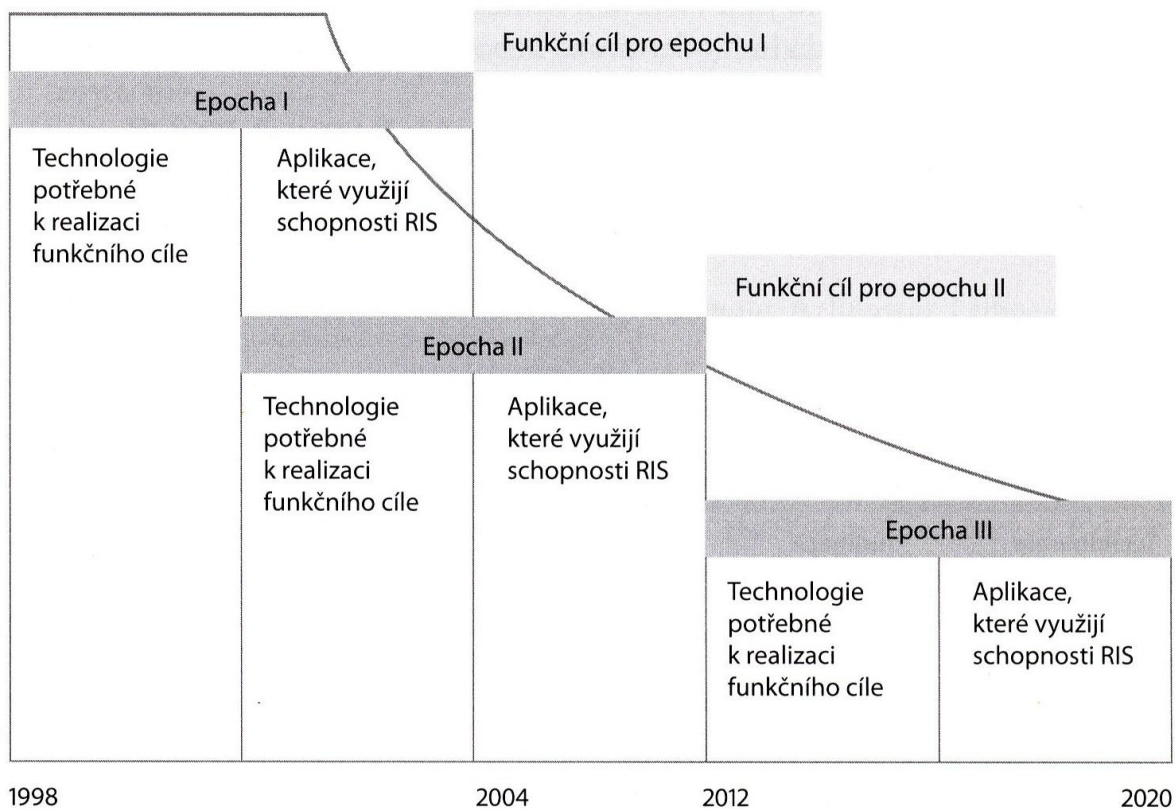 Funkční cíl pro epochu I
Epocha I
Technologie
potřebné
k realizaci
funkčního cíle
Aplikace,
které využijí
schopnosti RIS
Funkční cíl pro epochu II
Epocha II
Technologie
potřebné
k realizaci
funkčního cíle
Aplikace,
které využijí
schopnosti RIS
Epocha III
Technologie
potřebné
k realizaci
funkčního cíle
Aplikace,
které využijí
schopnosti RIS
1998
2004
2012
2020